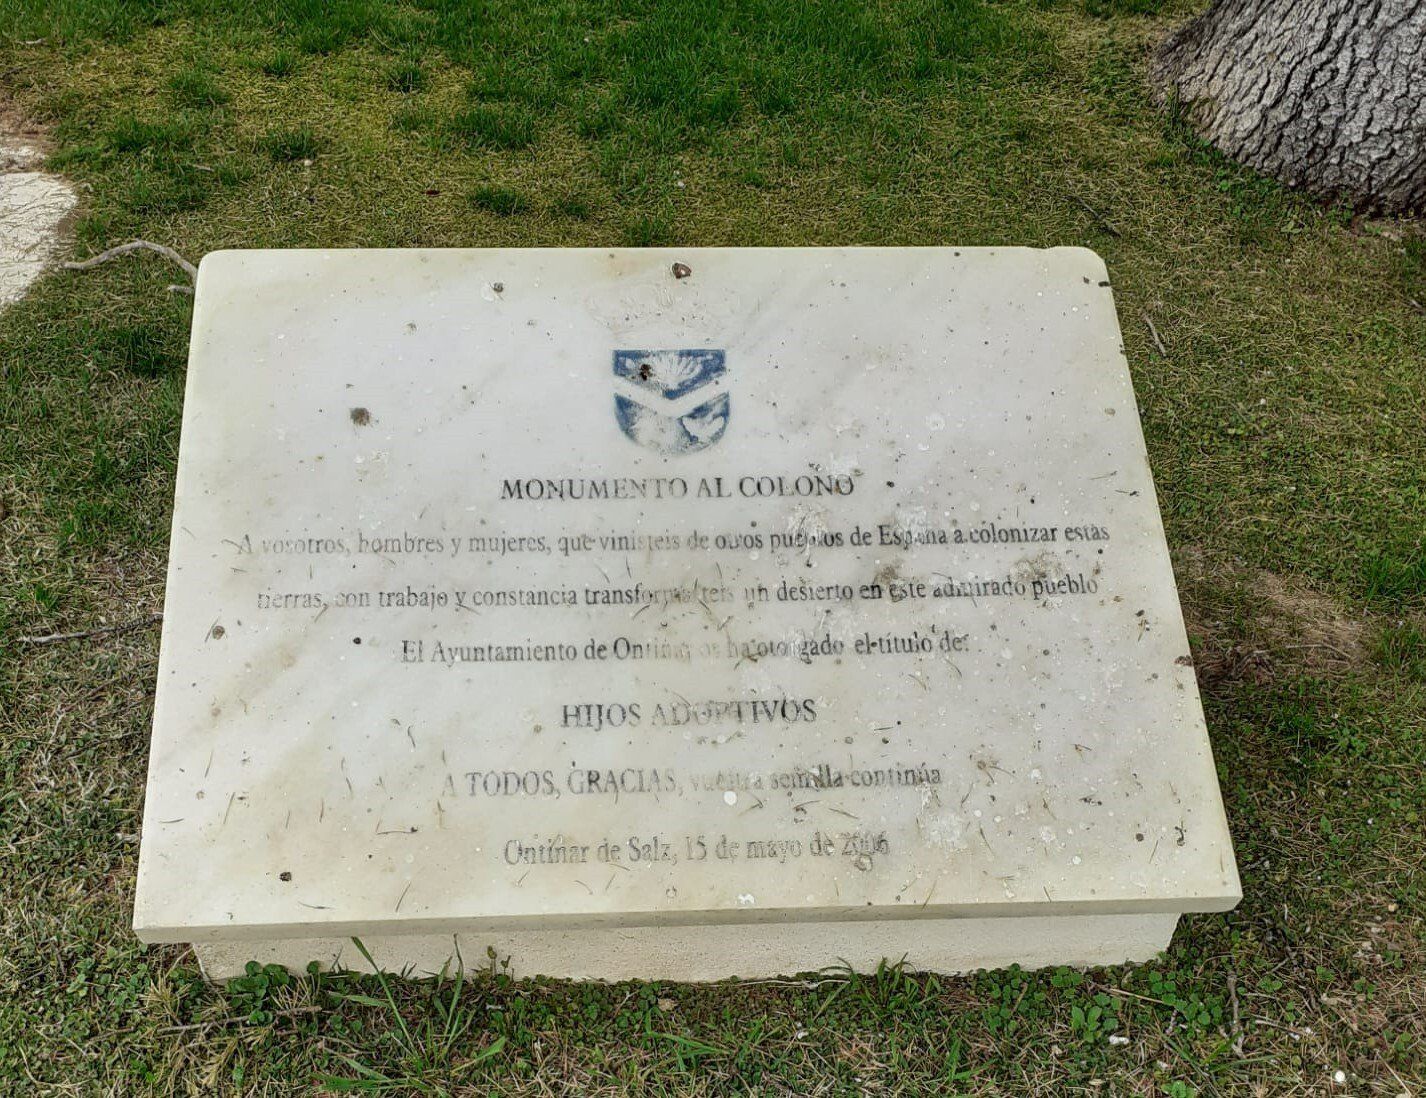 MONUMENTO AL COLONO
A vosotros, hombres y mujeres, que vinisteis de otros pueblos de España a colonizar estas
tierras, con trabajo y constancia transformasteis un desierto en este admirado pueblo
El Ayuntamiento de Ontiñar os ha otorgado el título de:
HIJOS ADOPTIVOS
A TODOS, GRACIAS, vuestra semilla continúa
Ontiñar de Salz, 15 de mayo de 2006